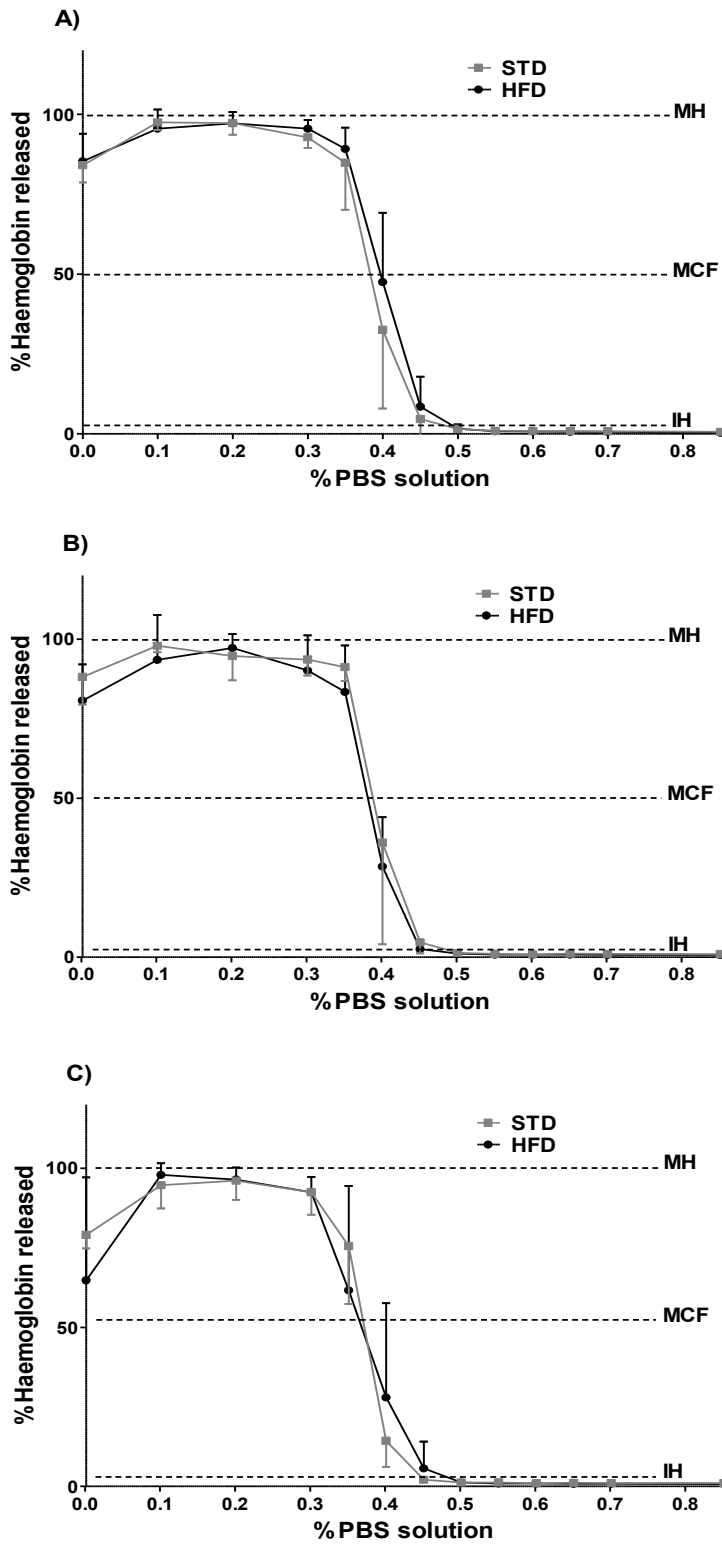 A)
STD
HFD
100
MH
%Haemoglobin released
50
MCF
IH
0
0.0 0.1 0.2 0.3 0.4 0.5 0.6 0.7 0.8
%PBS solution
B)
STD
HFD
100
MH
%Haemoglobin released
50
MCF
IH
0
0.0 0.1 0.2 0.3 0.4 0.5 0.6 0.7 0.8
%PBS solution
C)
STD
HFD
100
MH
%Haemoglobin released
50
MCF
IH
0
0.0 0.1 0.2 0.3 0.4 0.5 0.6 0.7 0.8
%PBS solution